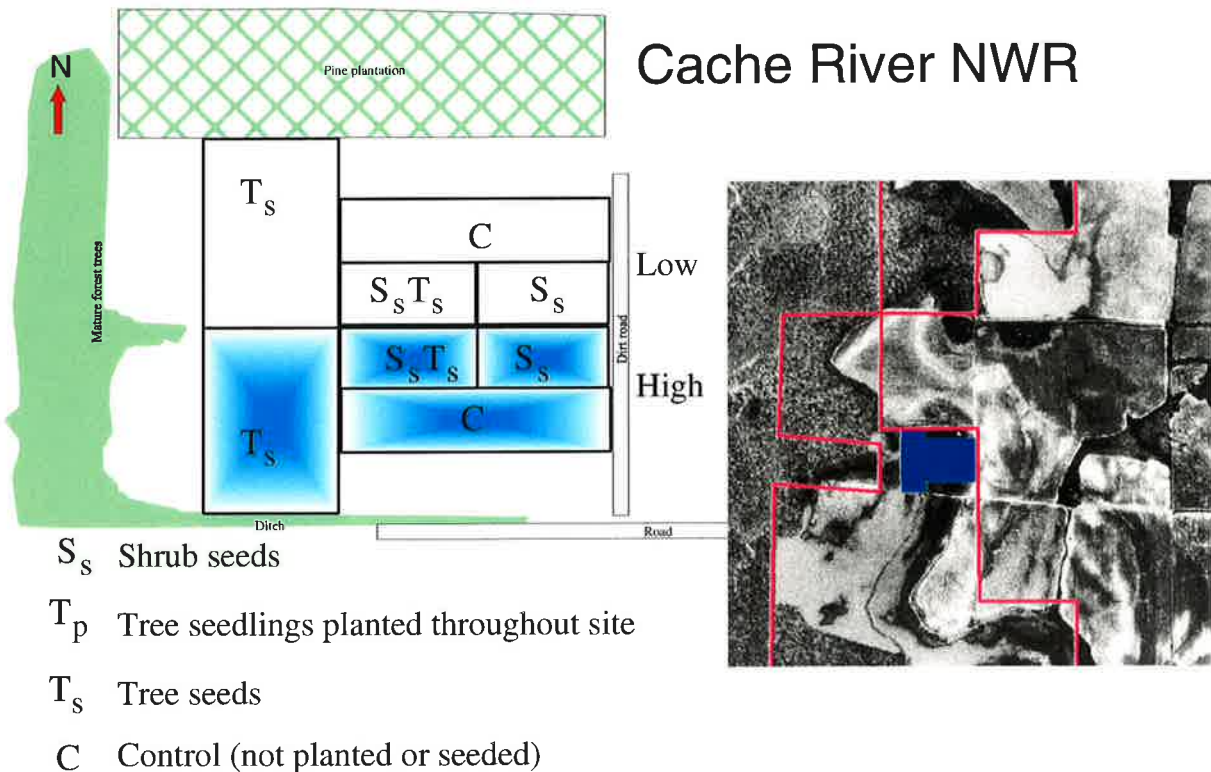 Cache River NWR
N
Pine plantation
Mature forest trees
Ts
C
SsTs
Ss
Low
Dirt road
SsTs
Ss
High
Ts
C
Ditch
Road
Ss Shrub seeds
Tp Tree seedlings planted throughout site
Ts Tree seeds
C Control (not planted or seeded)